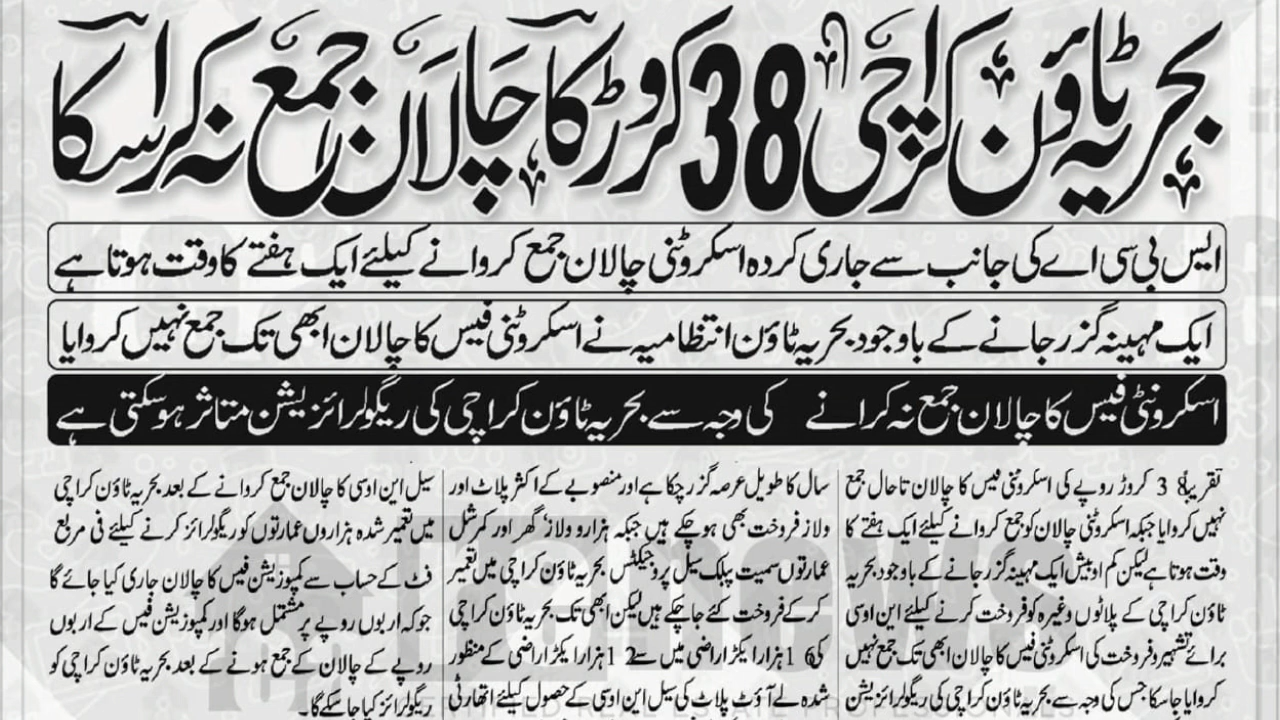 بحریہ ٹاؤن کراچی 38 کروڑ کا چالان جمع نہ کراسکا
ایس بی سی اے کی جانب سے جاری کردہ اسکروٹنی چالان جمع کروانے کیلئے ایک ہفتے کا وقت ہوتا ہے
ایک مہینہ گزر جانے کے باوجود بحریہ ٹاؤن انتظامیہ نے اسکروٹنی فیس کا چالان ابھی تک جمع نہیں کروایا
اسکروٹنی فیس کا چالان جمع نہ کرانے کی وجہ سے بحریہ ٹاؤن کراچی کی ریگولرائزیشن متاثر ہوسکتی ہے
تقریباً 38 کروڑ روپے کی اسکروٹنی فیس کا چالان تاحال جمع
نہیں کروایا جبکہ اسکروٹنی چالان کو جمع کروانے کیلئے ایک ہفتے کا
وقت ہوتا ہے لیکن کم اوبیش ایک مہینہ گزر جانے کے باوجود بحریہ
ٹاؤن کراچی کے پلاٹوں وغیرہ کو فروخت کرنے کیلئے این اوسی
برائے تشہیر و فروخت کی اسکروٹنی فیس کا چالان ابھی تک جمع نہیں
کروایا جاسکا جس کی وجہ سے بحریہ ٹاؤن کراچی کی ریگولرائزیشن
سال کا طویل عرصہ گزر چکا ہے اور منصوبے کے اکثر پلاٹ اور
ولاز فروخت بھی ہوچکے ہیں جبکہ ہزارو ولاز، گھر اور کمرشل
عمارتوں سمیت پبلک سیل پروجیکٹس بحریہ ٹاؤن کراچی میں تعمیر
کرکے فروخت کئے جاچکے ہیں لیکن ابھی تک بحریہ ٹاؤن کراچی
کی 16 ہزار ایکڑ اراضی میں سے 12 ہزار ایکڑ اراضی کے منظور
شدہ لے آؤٹ پلاٹ کی سیل این اوسی کے حصول کیلئے اتھارٹی
سیل این اوسی کا چالان جمع کروانے کے بعد بحریہ ٹاؤن کراچی
میں تعمیر شدہ ہزاروں عمارتوں کو ریگولرائز کرنے کیلئے فی مربع
فٹ کے حساب سے کمپوزیشن فیس کا چالان جاری کیا جائے گا
جوکہ اربوں روپے پر مشتمل ہوگا اور کمپوزیشن فیس کے اربوں
روپے کے چالان کے جمع ہونے کے بعد بحریہ ٹاؤن کراچی کو
ریگولرائز کیا جاسکے گا۔
news
REAL ESTATE PROFESSIONALS